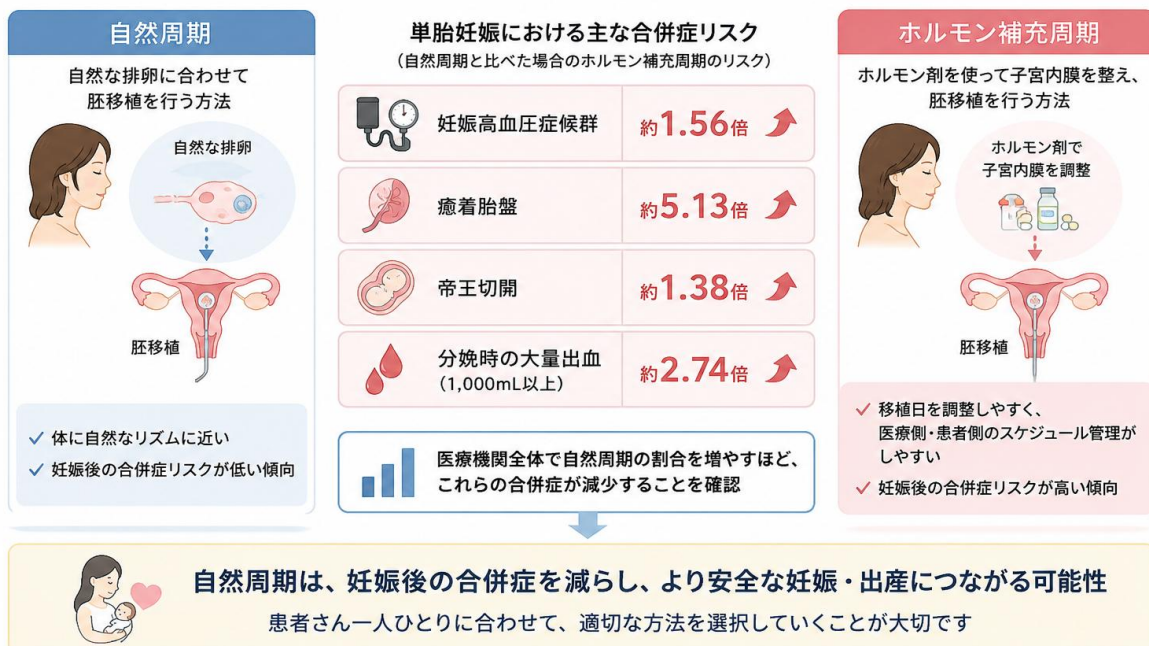 自然周期
自然な排卵に合わせて
胚移植を行う方法
自然な排卵
胚移植
✓ 体に自然なリズムに近い
✓ 妊娠後の合併症リスクが低い傾向
単胎妊娠における主な合併症リスク
(自然周期と比べた場合のホルモン補充周期のリスク)
妊娠高血圧症候群 約1.56倍
癒着胎盤 約5.13倍
帝王切開 約1.38倍
分娩時の大量出血
(1,000mL以上)
約2.74倍
医療機関全体で自然周期の割合を増やすほど、
これらの合併症が減少することを確認
ホルモン補充周期
ホルモン剤を使って子宮内膜を整え、
胚移植を行う方法
ホルモン剤で
子宮内膜を調整
胚移植
✓ 移植日を調整しやすく、
医療側・患者側のスケジュール管理が
しやすい
✓ 妊娠後の合併症リスクが高い傾向
自然周期は、妊娠後の合併症を減らし、より安全な妊娠・出産につながる可能性
患者さん一人ひとりに合わせて、適切な方法を選択していくことが大切です